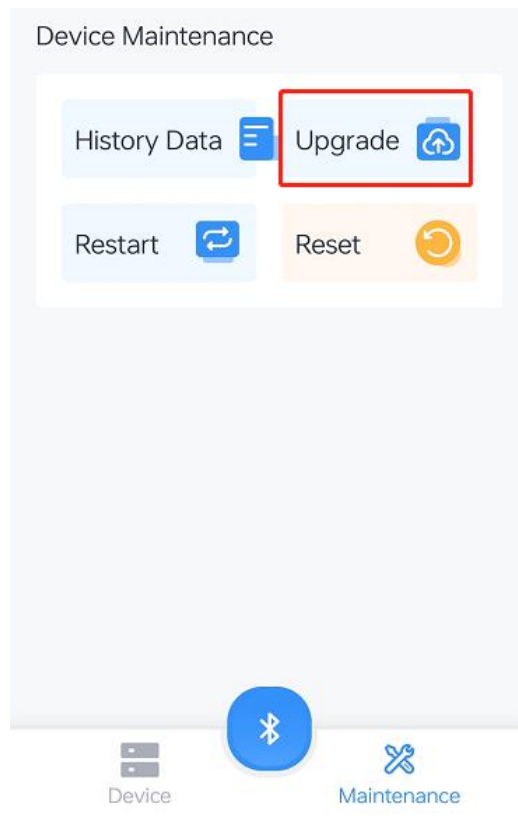 Device Maintenance
History Data
Upgrade
Restart
Reset
Device
Maintenance